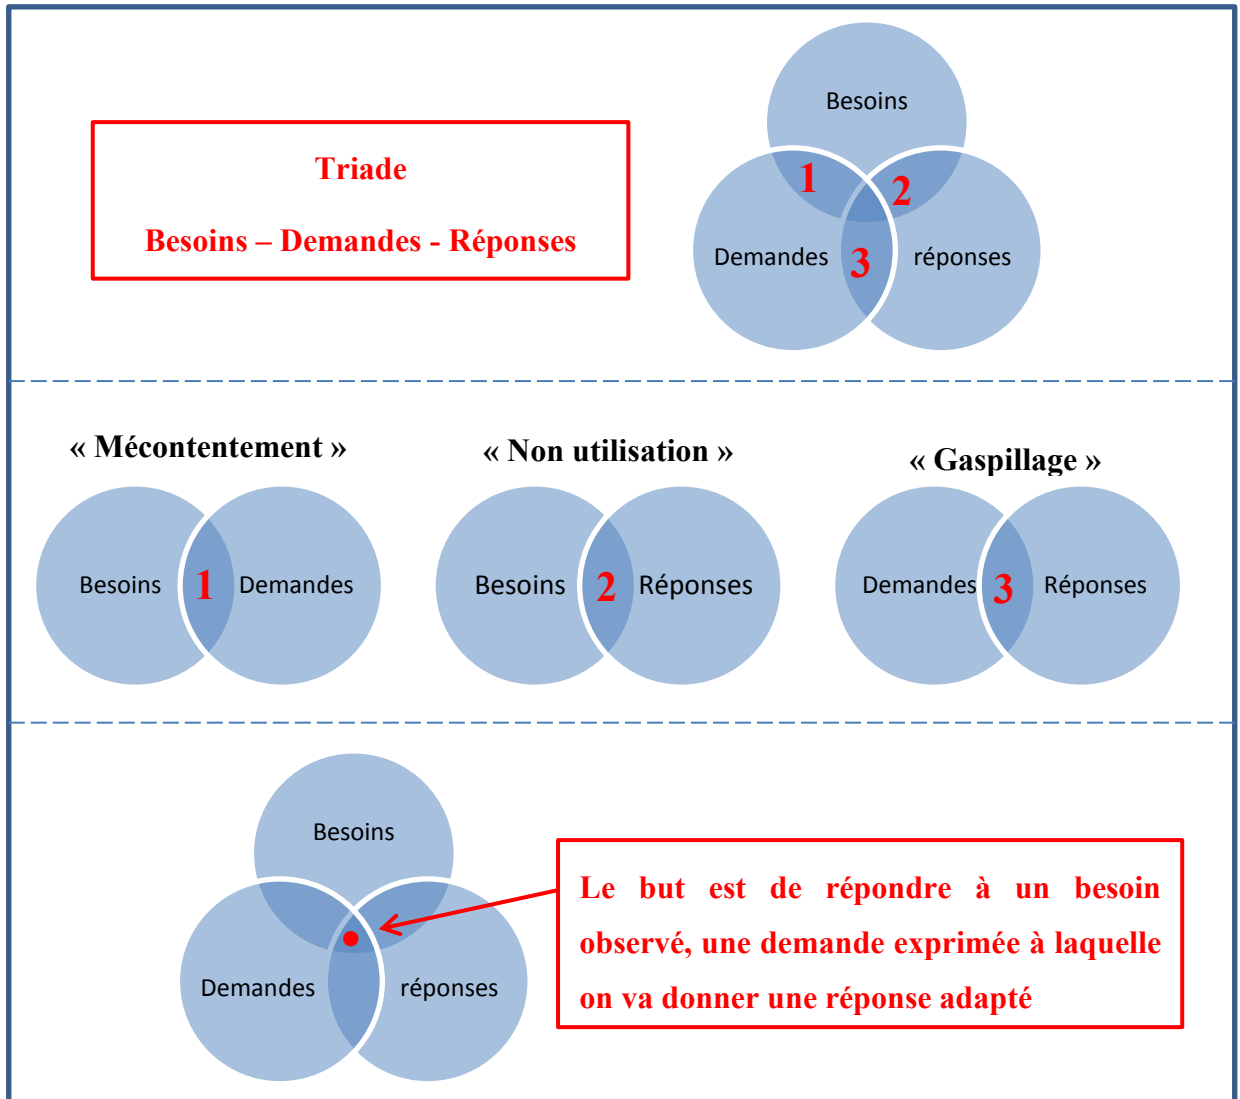 Triade
Besoins – Demandes - Réponses
Besoins
1
2
Demandes
3
réponses
« Mécontentement »
« Non utilisation »
« Gaspillage »
Besoins
1
Demandes
Besoins
2
Réponses
Demandes
3
Réponses
Besoins
Demandes
réponses
Le but est de répondre à un besoin
observé, une demande exprimée à laquelle
on va donner une réponse adapté